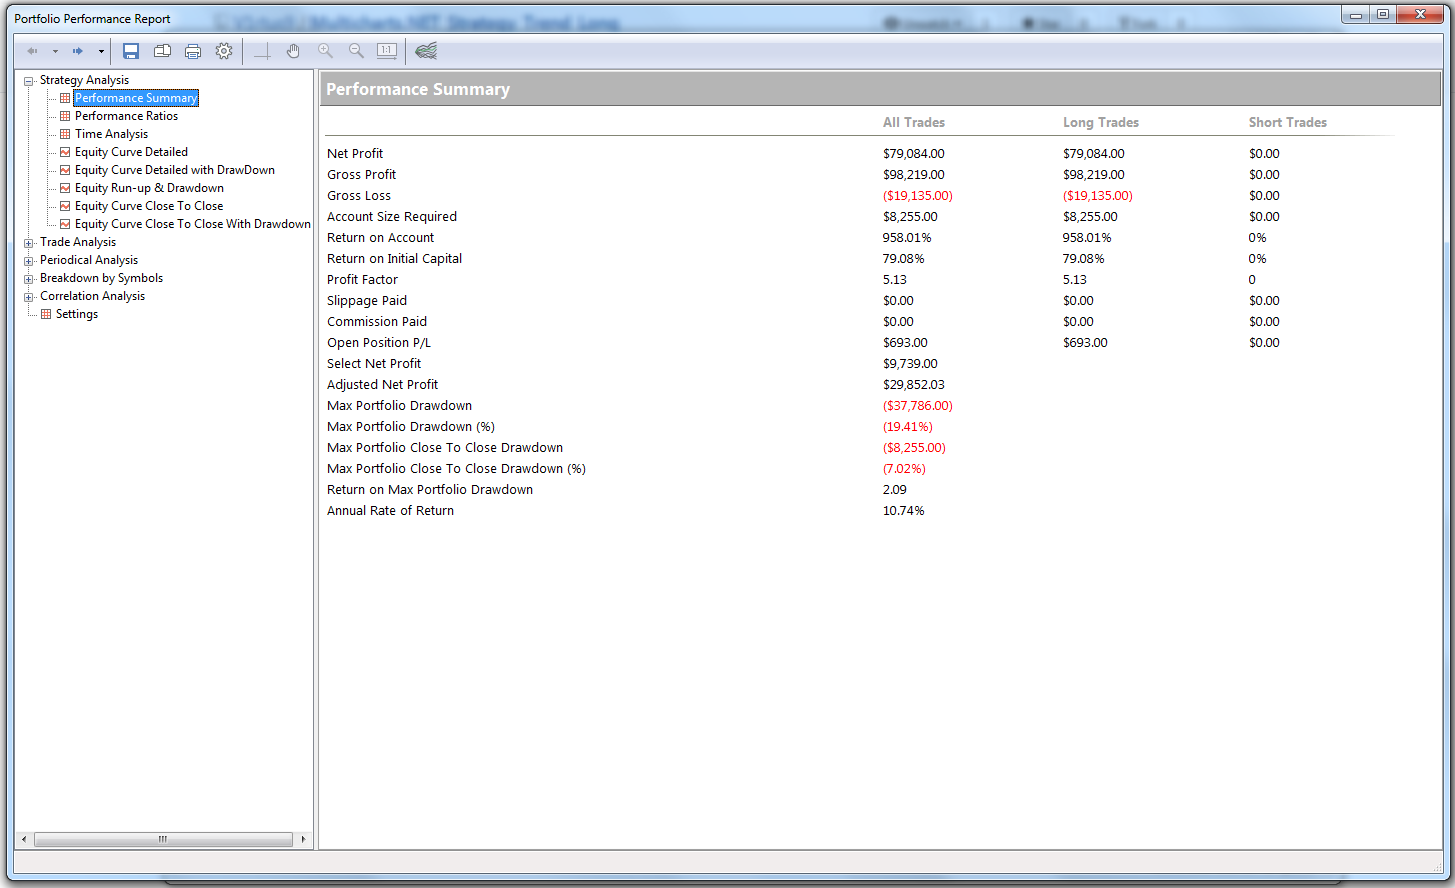 Portfolio Performance Report
Multicharts.NET Strategy Trend Long
1:1
Strategy Analysis
Performance Summary
Performance Ratios
Time Analysis
Equity Curve Detailed
Equity Curve Detailed with DrawDown
Equity Run-up & Drawdown
Equity Curve Close To Close
Equity Curve Close To Close With Drawdown
Trade Analysis
Periodical Analysis
Breakdown by Symbols
Correlation Analysis
Settings
Performance Summary
All Trades Long Trades Short Trades
Net Profit $79,084.00 $79,084.00 $0.00
Gross Profit $98,219.00 $98,219.00 $0.00
Gross Loss ($19,135.00) ($19,135.00) $0.00
Account Size Required $8,255.00 $8,255.00 $0.00
Return on Account 958.01% 958.01% 0%
Return on Initial Capital 79.08% 79.08% 0%
Profit Factor 5.13 5.13 0
Slippage Paid $0.00 $0.00 $0.00
Commission Paid $0.00 $0.00 $0.00
Open Position P/L $693.00 $693.00 $0.00
Select Net Profit $9,739.00
Adjusted Net Profit $29,852.03
Max Portfolio Drawdown ($37,786.00)
Max Portfolio Drawdown (%) (19.41%)
Max Portfolio Close To Close Drawdown ($8,255.00)
Max Portfolio Close To Close Drawdown (%) (7.02%)
Return on Max Portfolio Drawdown 2.09
Annual Rate of Return 10.74%